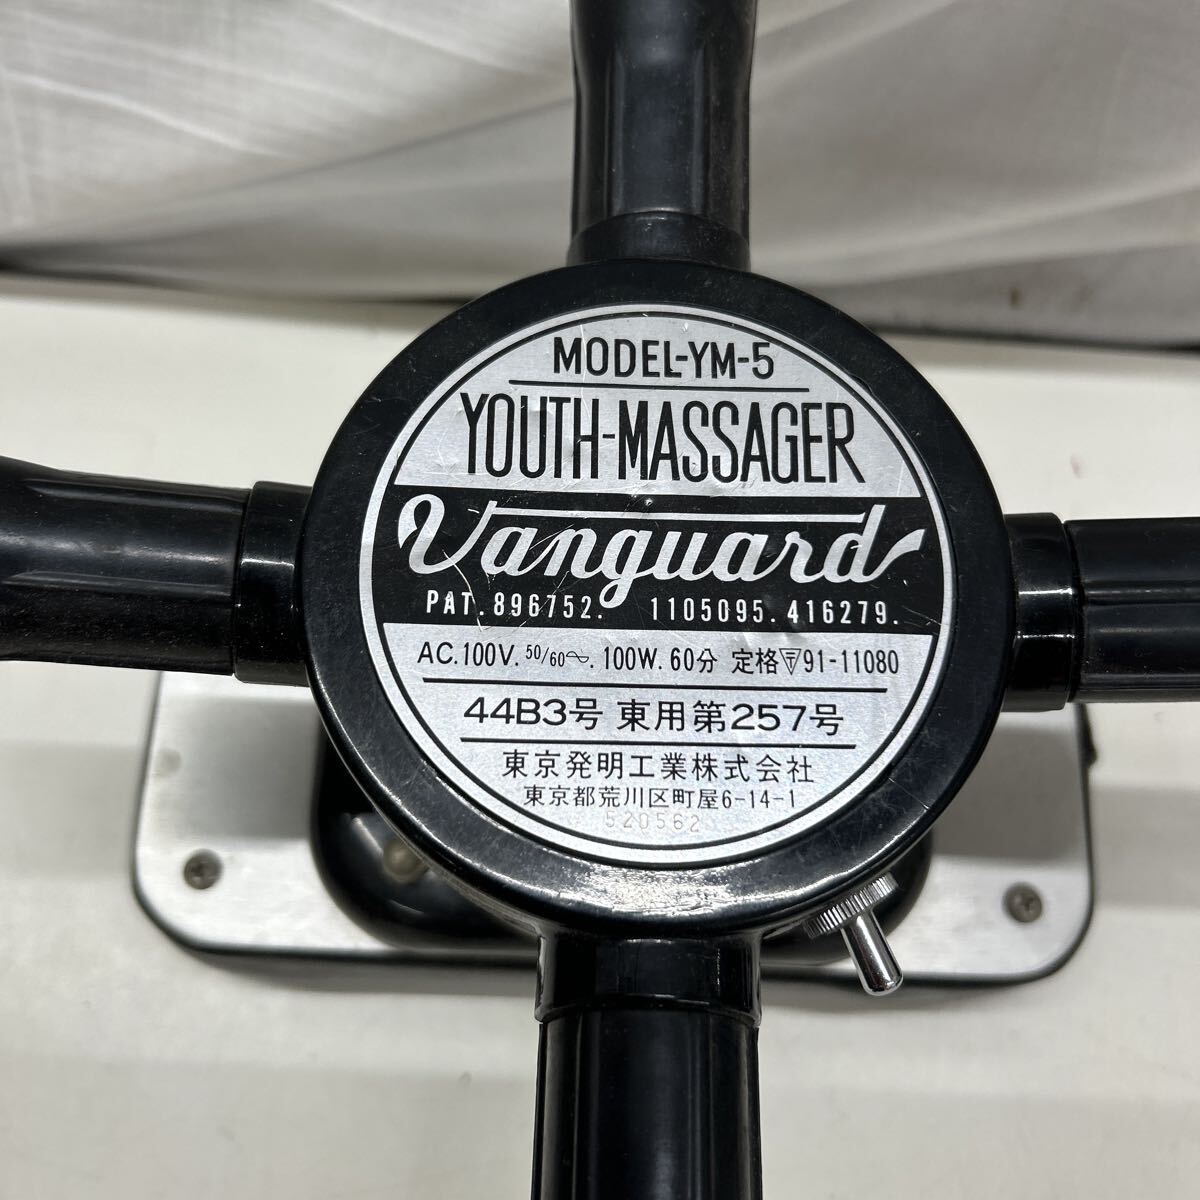 MODEL-YM-5
YOUTH-MASSAGER
Vanguard
PAT. 896752. 1105095. 416279.
AC.100V. 50/60〜. 100W. 60分 定格 〒 91-11080
44B3号 東用第257号
東京発明工業株式会社
東京都荒川区町屋6-14-1
520562